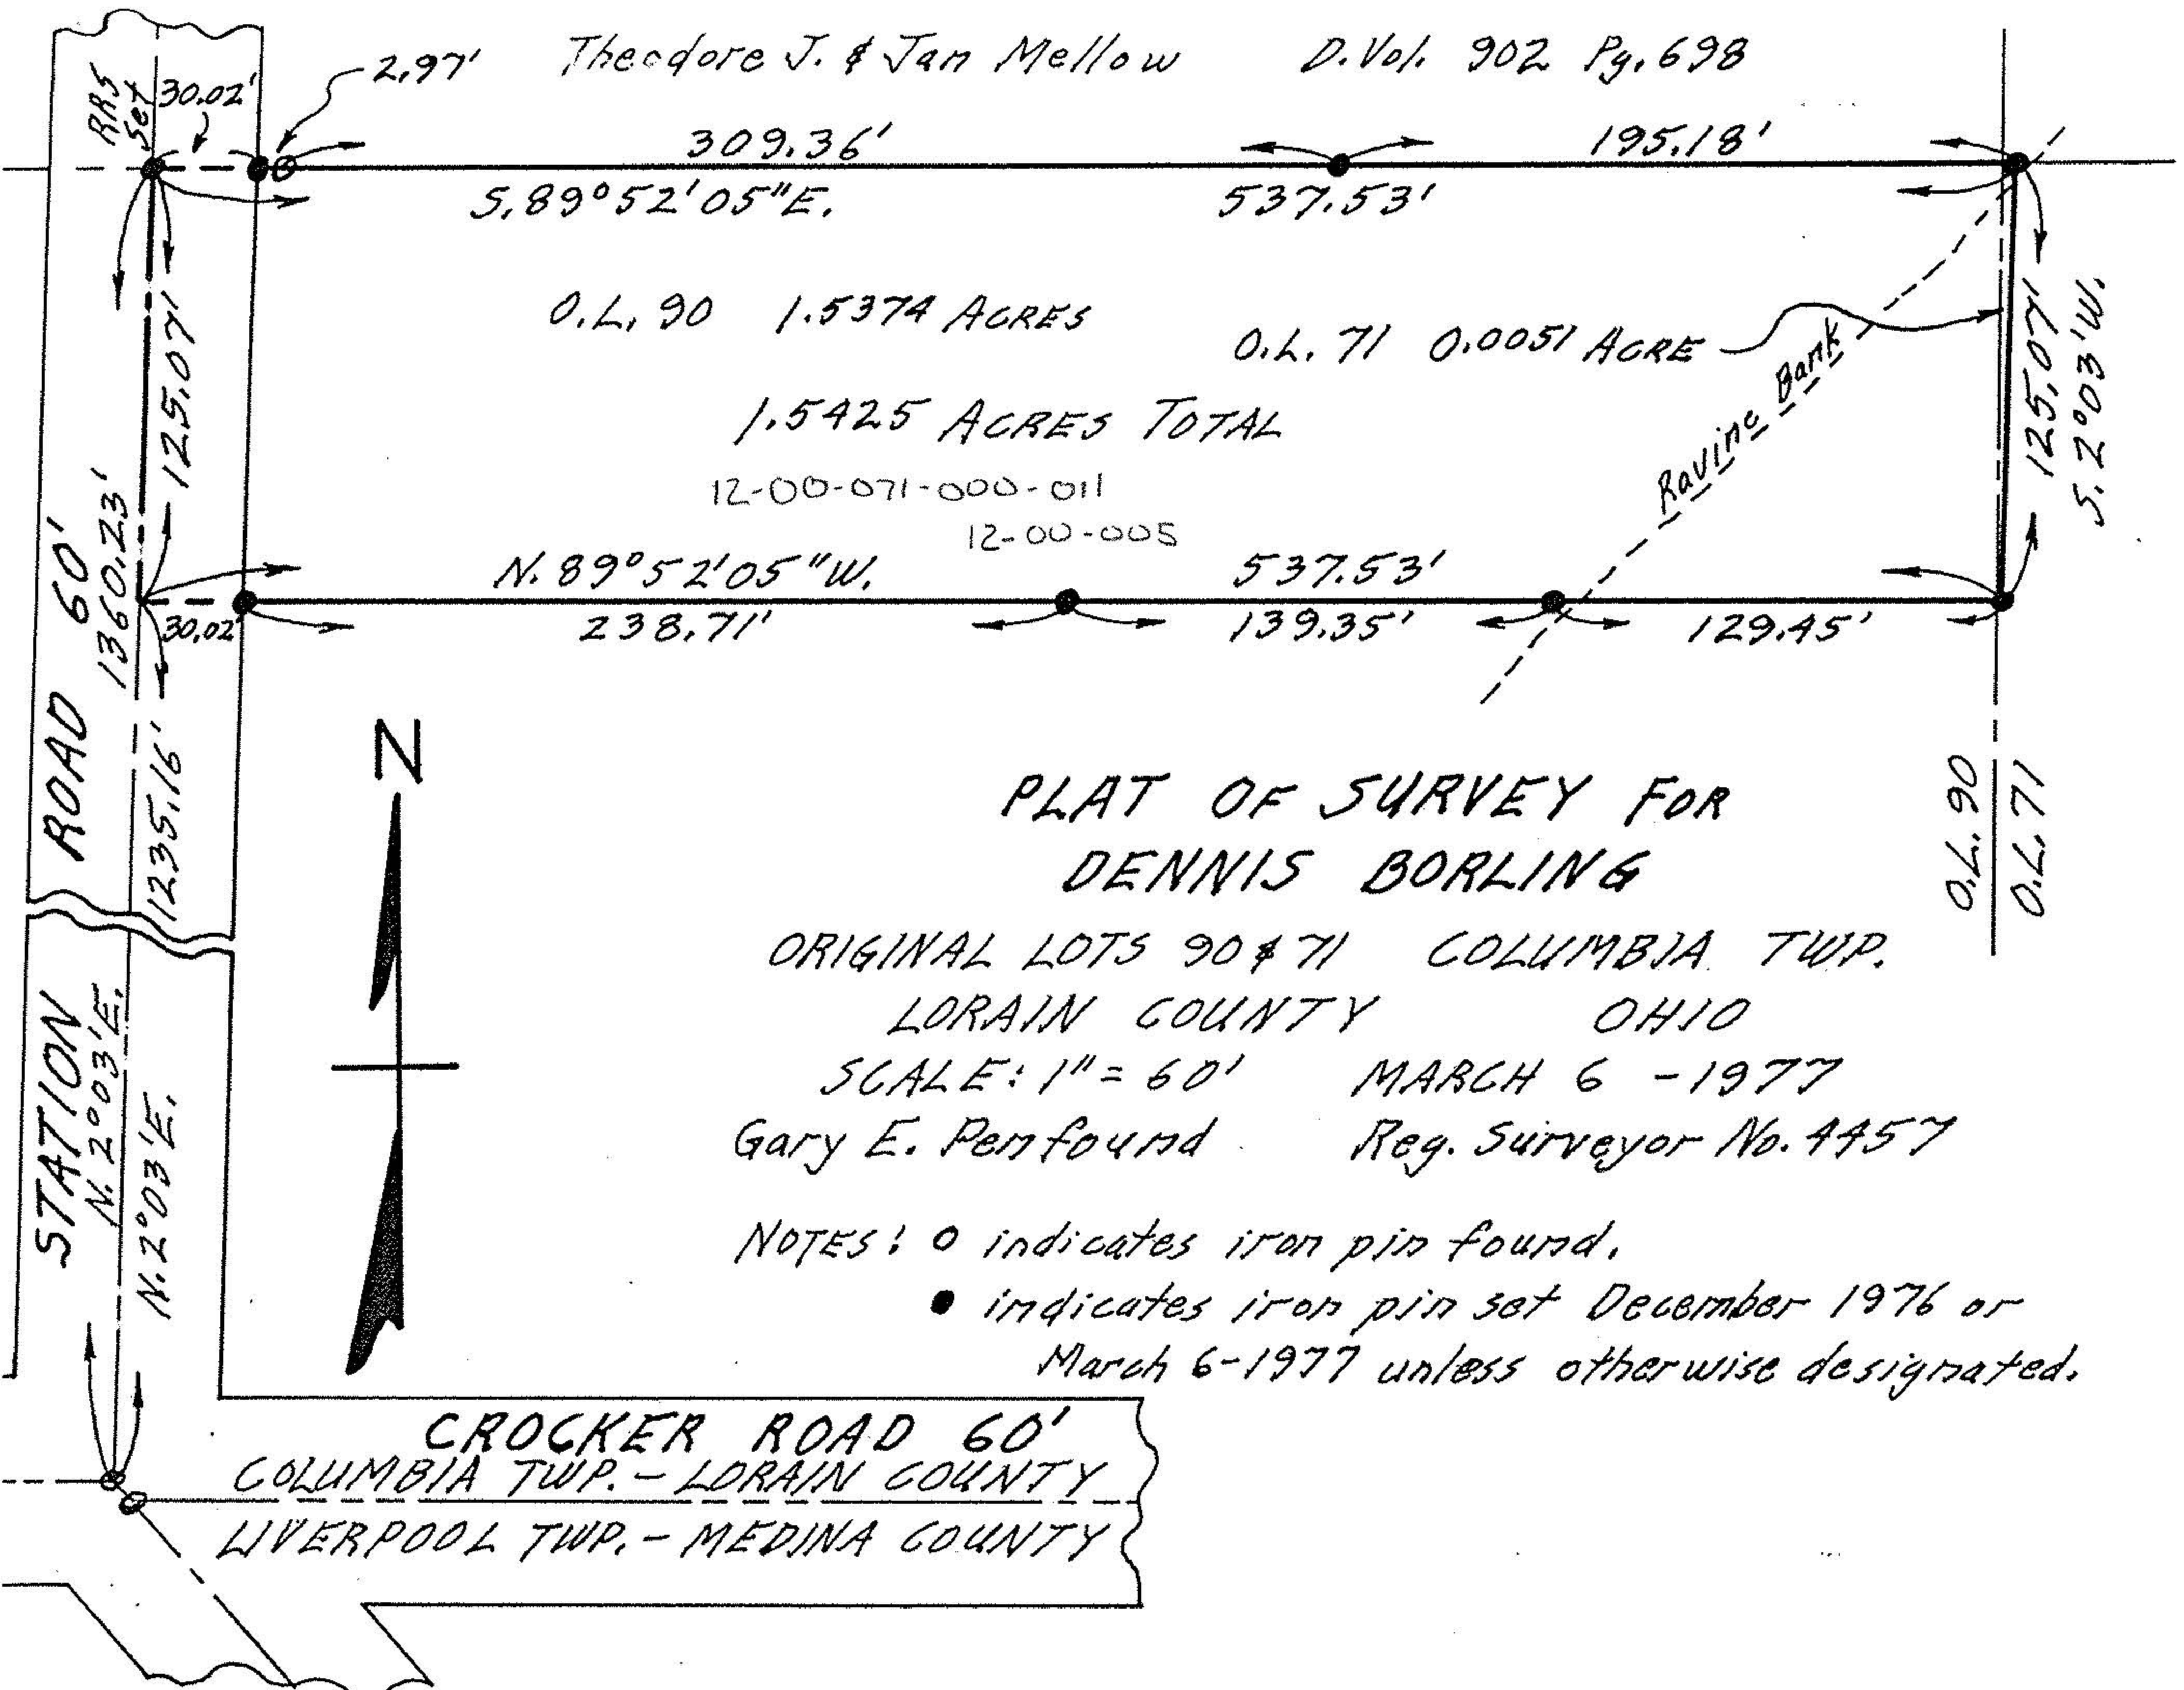 2.97' Theodore J. & Jan Mellow D.Vol. 902 Pg. 698
RRS
Set
30.02'
309.36' 195.18'
S.89°52'05"E. 537.53'
O.L. 90 1.5374 ACRES
O.L. 71 0.0051 ACRE
1.5425 ACRES TOTAL
12-00-071-000-011
12-00-005
Ravine Bank
125.07'
S. 2°03'W.
125.07'
N. 89°52'05"W. 537.53'
30.02' 238.71' 139.35' 129.45'
STATION ROAD 60'
1360.23'
1235.16'
N. 2°03'E.
N. 2°03'E.
N
O.L. 90
O.L. 71
PLAT OF SURVEY FOR
DENNIS BORLING
ORIGINAL LOTS 90 & 71 COLUMBIA TWP.
LORAIN COUNTY OHIO
SCALE: 1" = 60' MARCH 6 - 1977
Gary E. Penfound Reg. Surveyor No. 4457
NOTES: o indicates iron pin found.
● indicates iron pin set December 1976 or
March 6-1977 unless otherwise designated.
CROCKER ROAD 60'
COLUMBIA TWP. - LORAIN COUNTY
LIVERPOOL TWP. - MEDINA COUNTY